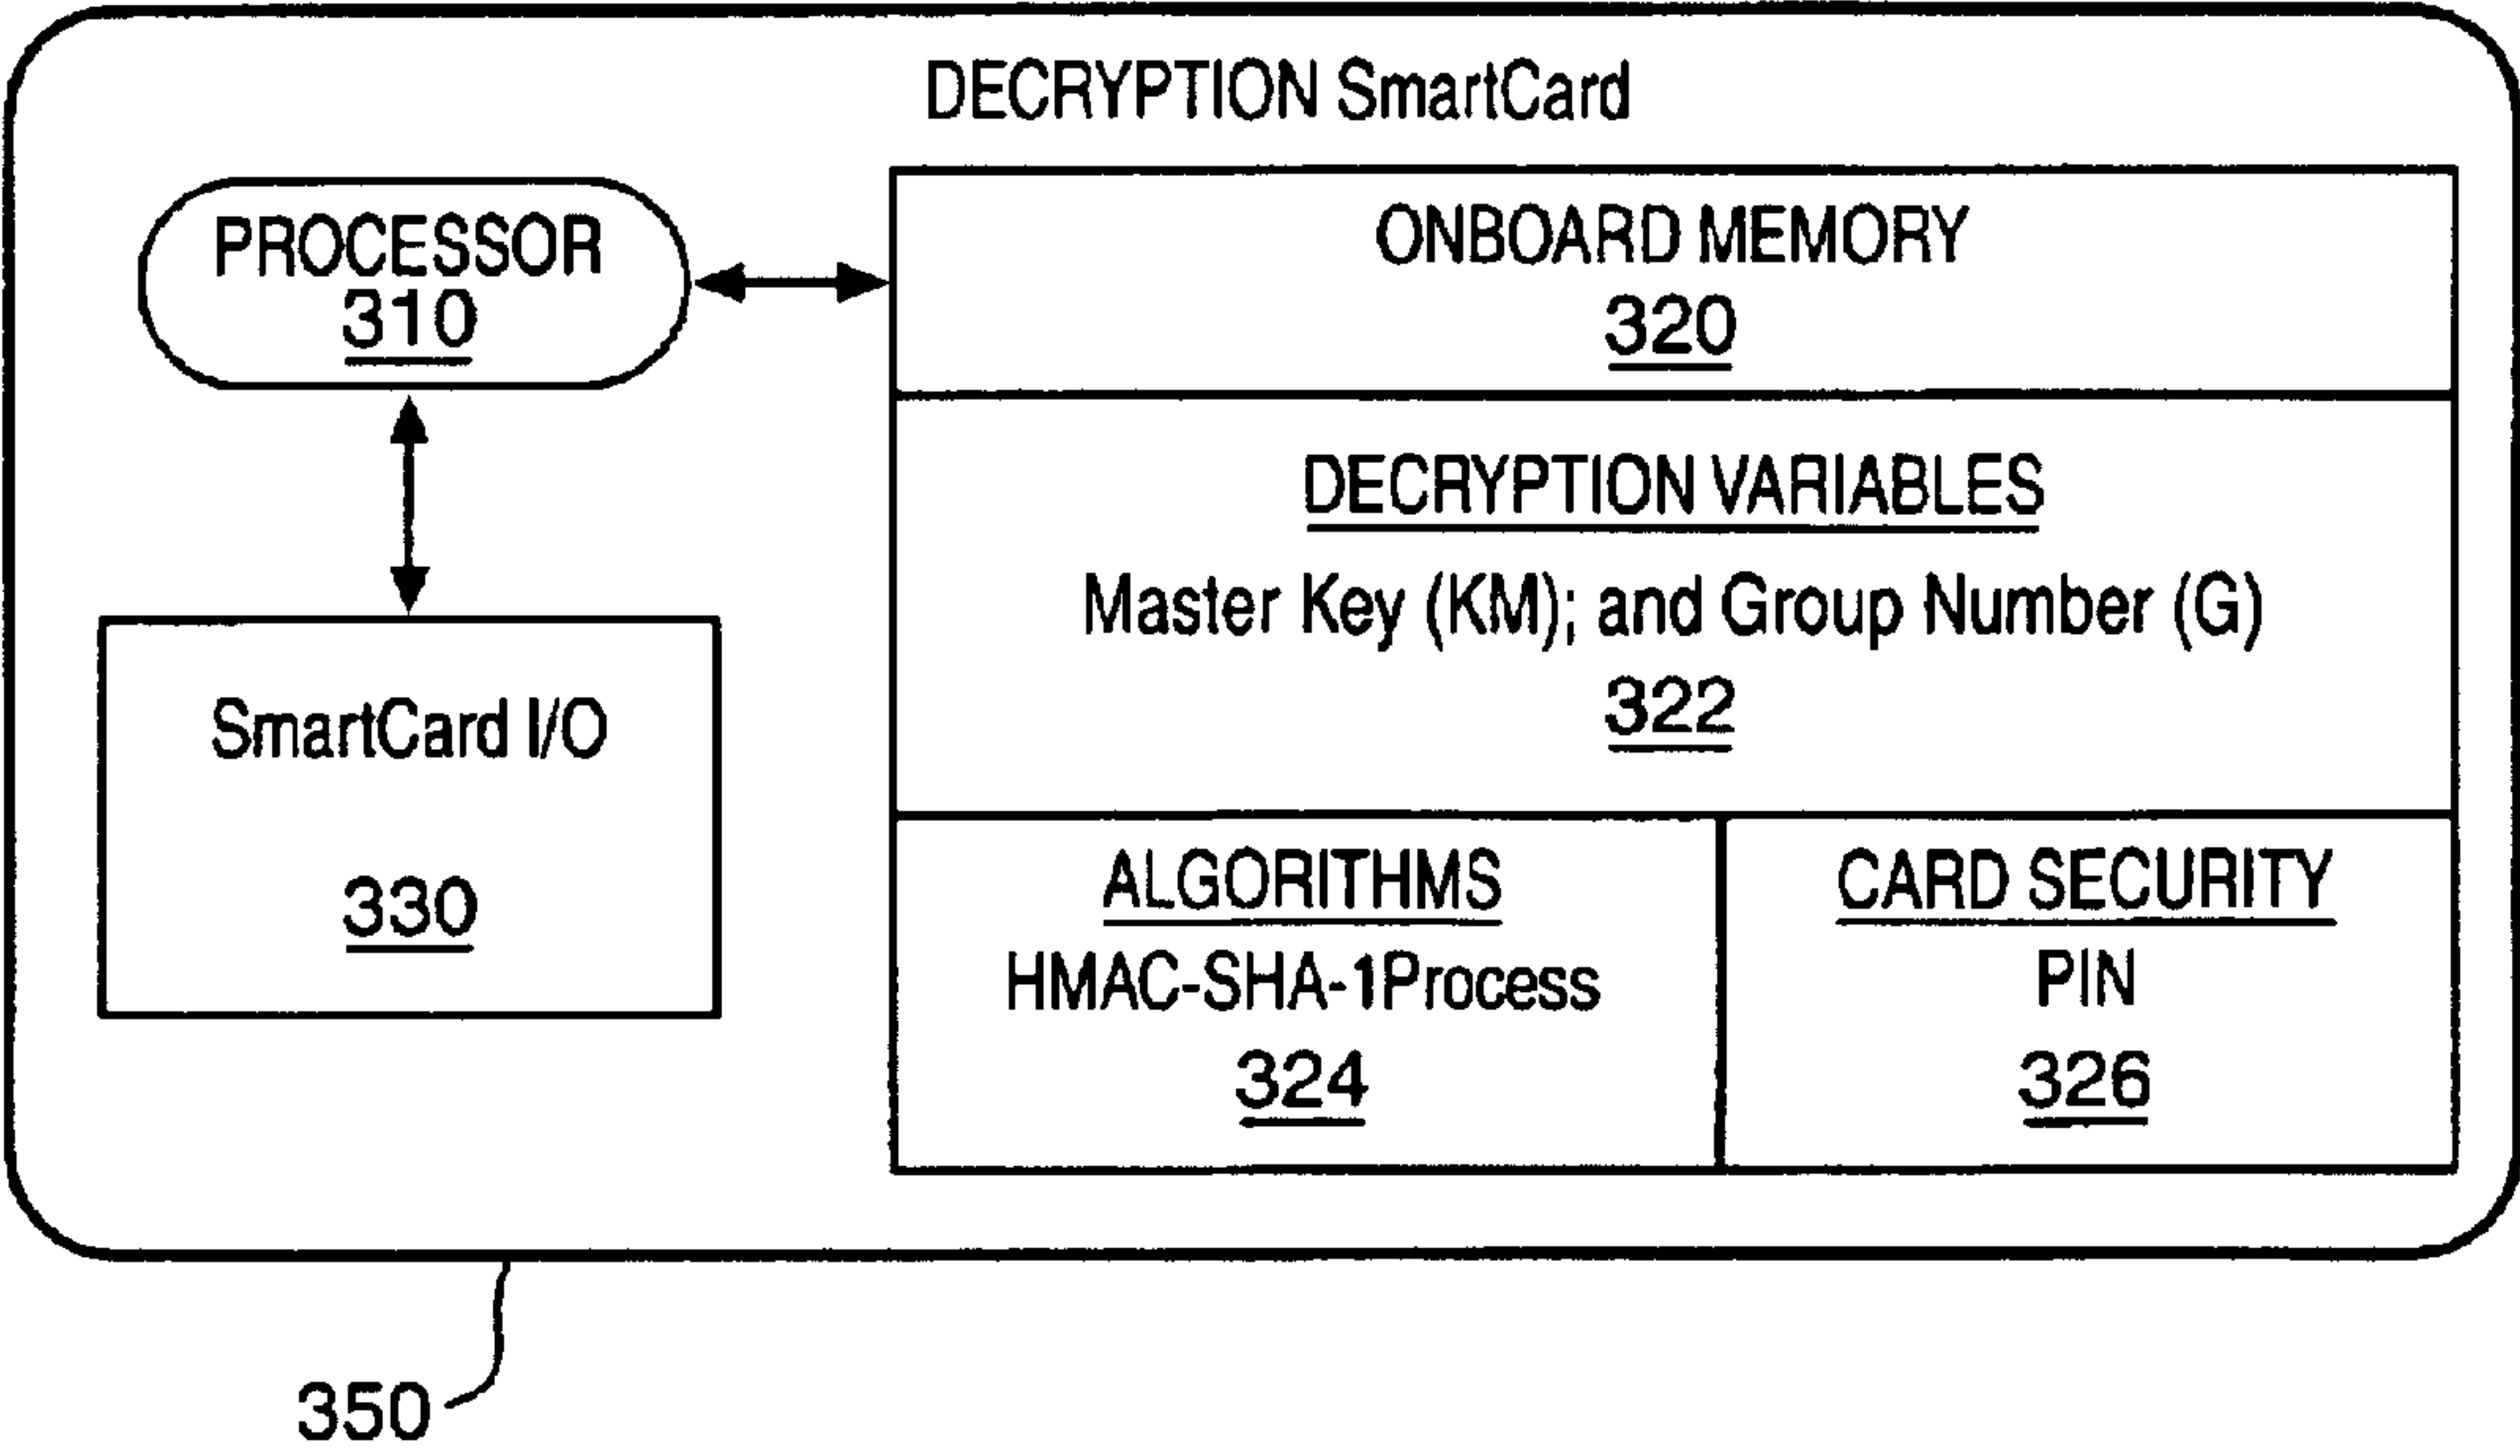 DECRYPTION SmartCard
PROCESSOR
310
SmartCard I/O
330
ONBOARD MEMORY
320
DECRYPTION VARIABLES
Master Key (KM); and Group Number (G)
322
ALGORITHMS
HMAC-SHA-1Process
324
CARD SECURITY
PIN
326
350